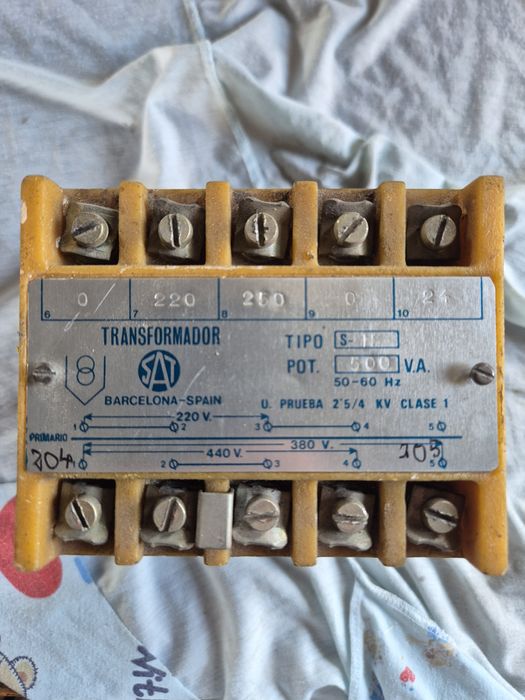 0 220 250 0 24
6 7 8 9 10
TRANSFORMADOR
SAT
BARCELONA-SPAIN
TIPO S-
POT. 500 V.A.
50-60 Hz
U. PRUEBA 2'5/4 KV CLASE 1
220 V.
1 2 3 4 5
PRIMARIO
380 V.
440 V.
1 2 3 4 5